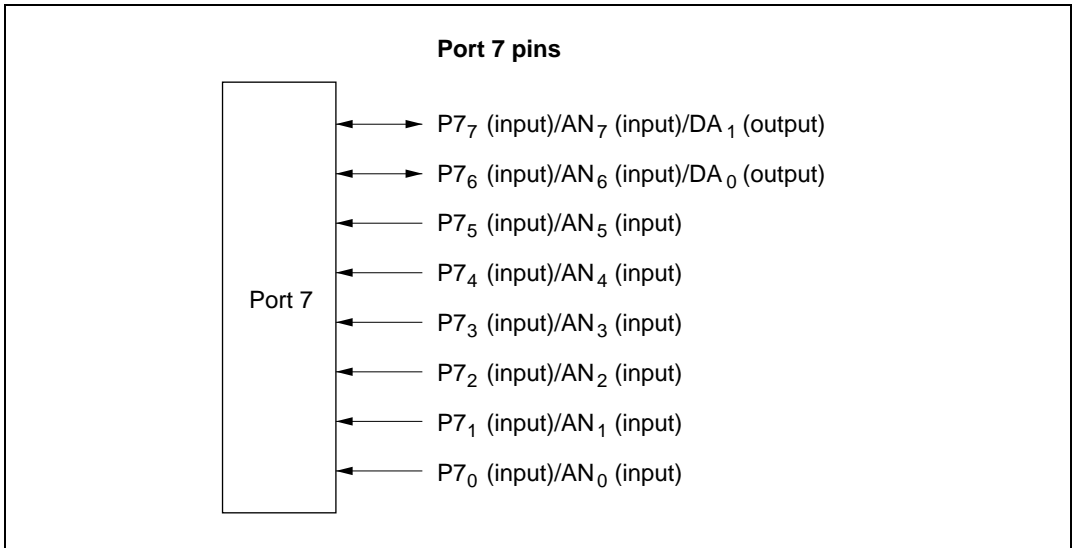 Port 7 pins
P7₇ (input)/AN₇ (input)/DA₁ (output)
P7₆ (input)/AN₆ (input)/DA₀ (output)
P7₅ (input)/AN₅ (input)
P7₄ (input)/AN₄ (input)
Port 7
P7₃ (input)/AN₃ (input)
P7₂ (input)/AN₂ (input)
P7₁ (input)/AN₁ (input)
P7₀ (input)/AN₀ (input)